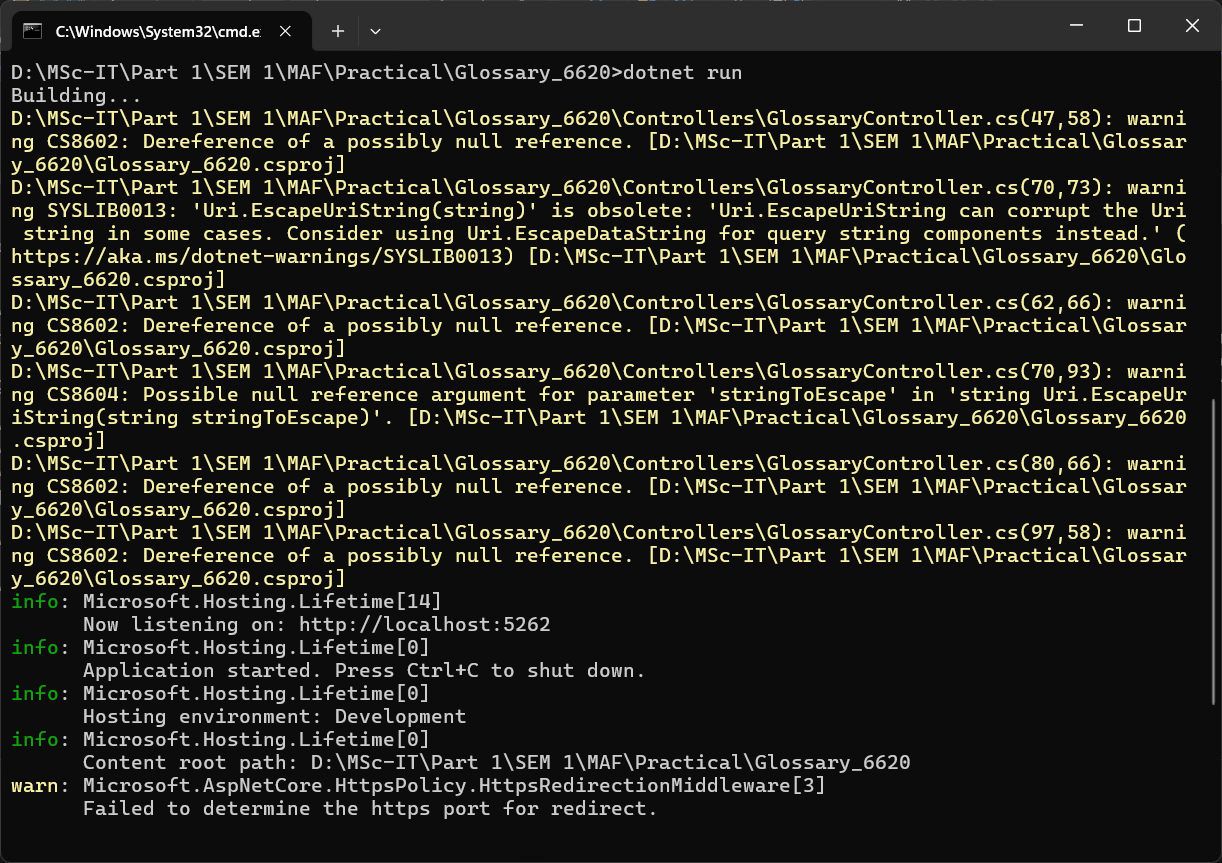 C:\Windows\System32\cmd.e
D:\MSc-IT\Part 1\SEM 1\MAF\Practical\Glossary_6620>dotnet run
Building...
D:\MSc-IT\Part 1\SEM 1\MAF\Practical\Glossary_6620\Controllers\GlossaryController.cs(47,58): warni
ng CS8602: Dereference of a possibly null reference. [D:\MSc-IT\Part 1\SEM 1\MAF\Practical\Glossar
y_6620\Glossary_6620.csproj]
D:\MSc-IT\Part 1\SEM 1\MAF\Practical\Glossary_6620\Controllers\GlossaryController.cs(70,73): warni
ng SYSLIB0013: 'Uri.EscapeUriString(string)' is obsolete: 'Uri.EscapeUriString can corrupt the Uri
 string in some cases. Consider using Uri.EscapeDataString for query string components instead.' (
https://aka.ms/dotnet-warnings/SYSLIB0013) [D:\MSc-IT\Part 1\SEM 1\MAF\Practical\Glossary_6620\Glo
ssary_6620.csproj]
D:\MSc-IT\Part 1\SEM 1\MAF\Practical\Glossary_6620\Controllers\GlossaryController.cs(62,66): warni
ng CS8602: Dereference of a possibly null reference. [D:\MSc-IT\Part 1\SEM 1\MAF\Practical\Glossar
y_6620\Glossary_6620.csproj]
D:\MSc-IT\Part 1\SEM 1\MAF\Practical\Glossary_6620\Controllers\GlossaryController.cs(70,93): warni
ng CS8604: Possible null reference argument for parameter 'stringToEscape' in 'string Uri.EscapeUr
iString(string stringToEscape)'. [D:\MSc-IT\Part 1\SEM 1\MAF\Practical\Glossary_6620\Glossary_6620
.csproj]
D:\MSc-IT\Part 1\SEM 1\MAF\Practical\Glossary_6620\Controllers\GlossaryController.cs(80,66): warni
ng CS8602: Dereference of a possibly null reference. [D:\MSc-IT\Part 1\SEM 1\MAF\Practical\Glossar
y_6620\Glossary_6620.csproj]
D:\MSc-IT\Part 1\SEM 1\MAF\Practical\Glossary_6620\Controllers\GlossaryController.cs(97,58): warni
ng CS8602: Dereference of a possibly null reference. [D:\MSc-IT\Part 1\SEM 1\MAF\Practical\Glossar
y_6620\Glossary_6620.csproj]
info: Microsoft.Hosting.Lifetime[14]
      Now listening on: http://localhost:5262
info: Microsoft.Hosting.Lifetime[0]
      Application started. Press Ctrl+C to shut down.
info: Microsoft.Hosting.Lifetime[0]
      Hosting environment: Development
info: Microsoft.Hosting.Lifetime[0]
      Content root path: D:\MSc-IT\Part 1\SEM 1\MAF\Practical\Glossary_6620
warn: Microsoft.AspNetCore.HttpsPolicy.HttpsRedirectionMiddleware[3]
      Failed to determine the https port for redirect.